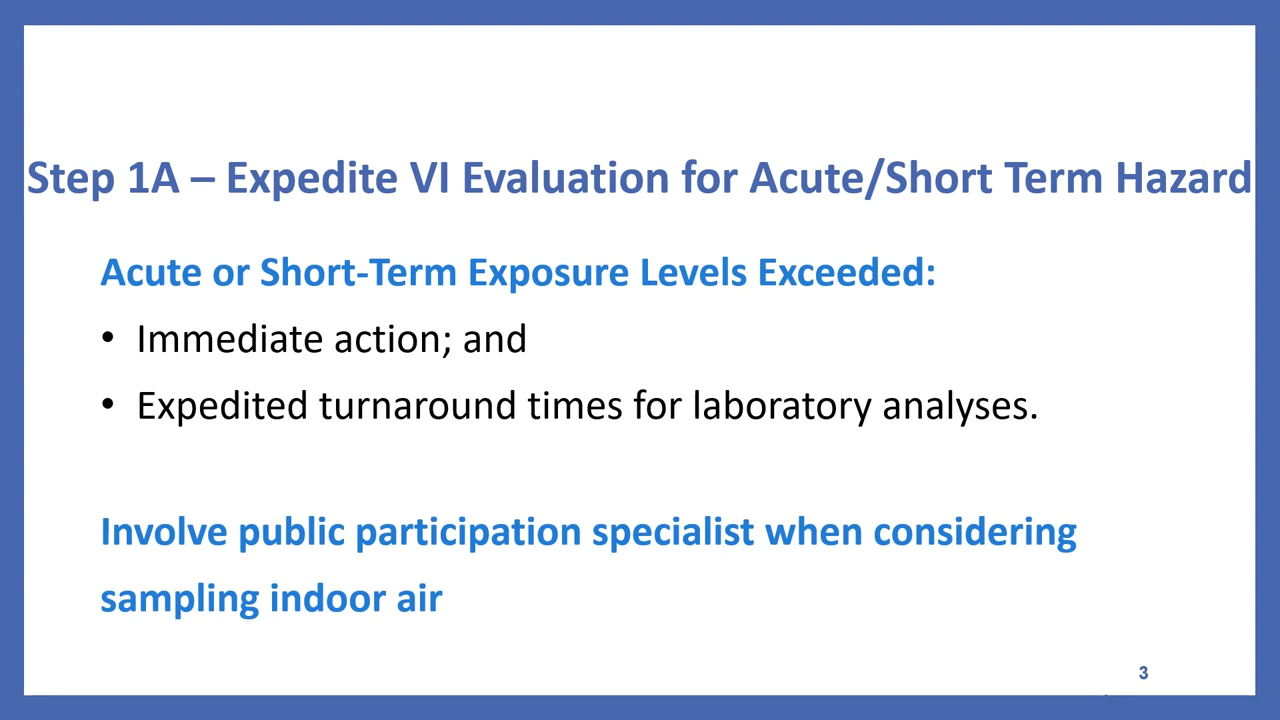 Step 1A – Expedite VI Evaluation for Acute/Short Term Hazard
Acute or Short-Term Exposure Levels Exceeded:
• Immediate action; and
• Expedited turnaround times for laboratory analyses.
Involve public participation specialist when considering
sampling indoor air
3